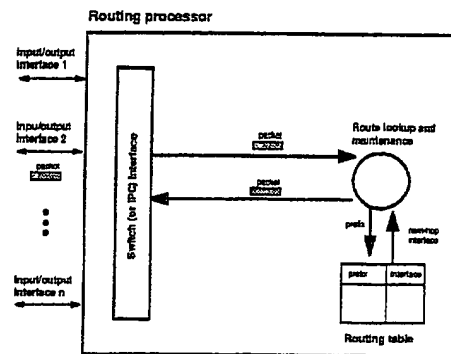 Routing processor
Input/output
interface 1
Input/output
interface 2
packet
Input/output
interface n
Switch (or IPC) interface
packet
packet
Route lookup and
maintenance
prefix
next-hop
interface
prefix
interface
Routing table